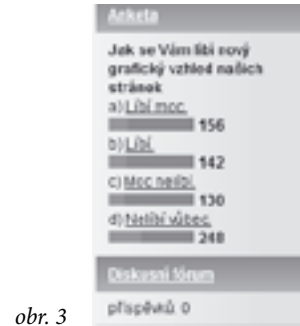 Anketa
Jak se Vám líbí nový
grafický vzhled našich
stránek
a) Líbí moc.
156
b) Líbí.
142
c) Moc nelíbí.
130
d) Nelíbí vůbec.
248
Diskusní fórum
příspěvků: 0
obr. 3